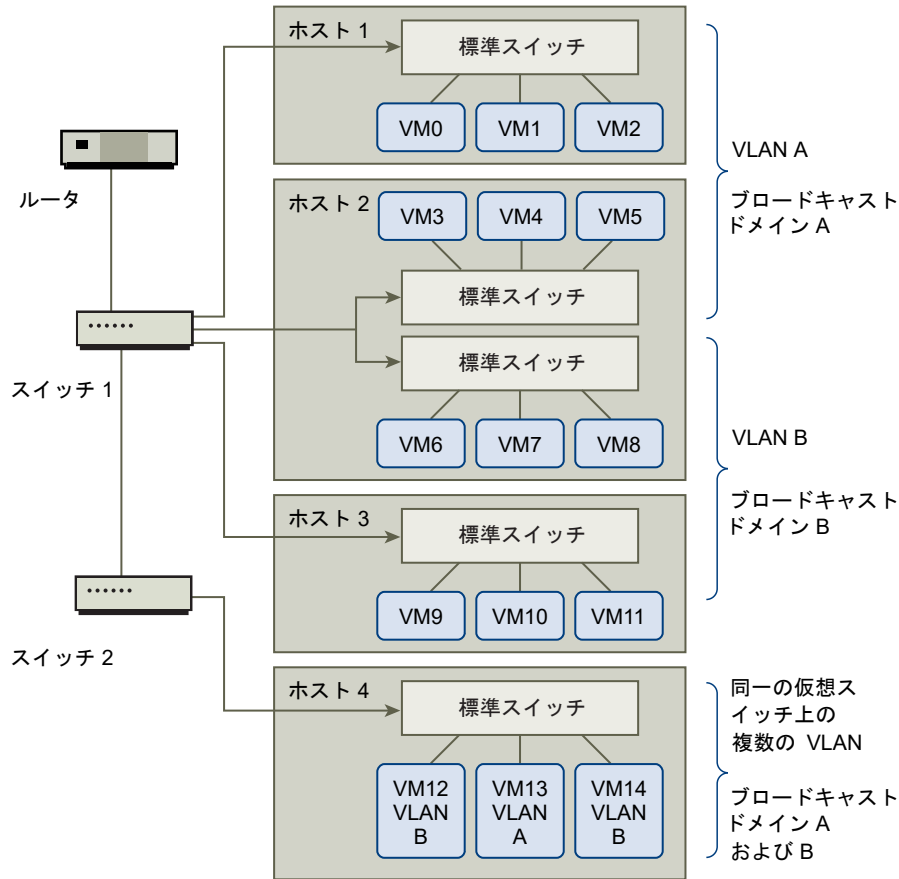 ホスト 1
標準スイッチ
VM0
VM1
VM2
ルータ
VLAN A
ブロードキャスト
ドメイン A
ホスト 2
VM3
VM4
VM5
標準スイッチ
標準スイッチ
VM6
VM7
VM8
スイッチ 1
VLAN B
ブロードキャスト
ドメイン B
ホスト 3
標準スイッチ
VM9
VM10
VM11
スイッチ 2
ホスト 4
標準スイッチ
VM12
VLAN
B
VM13
VLAN
A
VM14
VLAN
B
同一の仮想ス
イッチ上の
複数の VLAN
ブロードキャスト
ドメイン A
および B